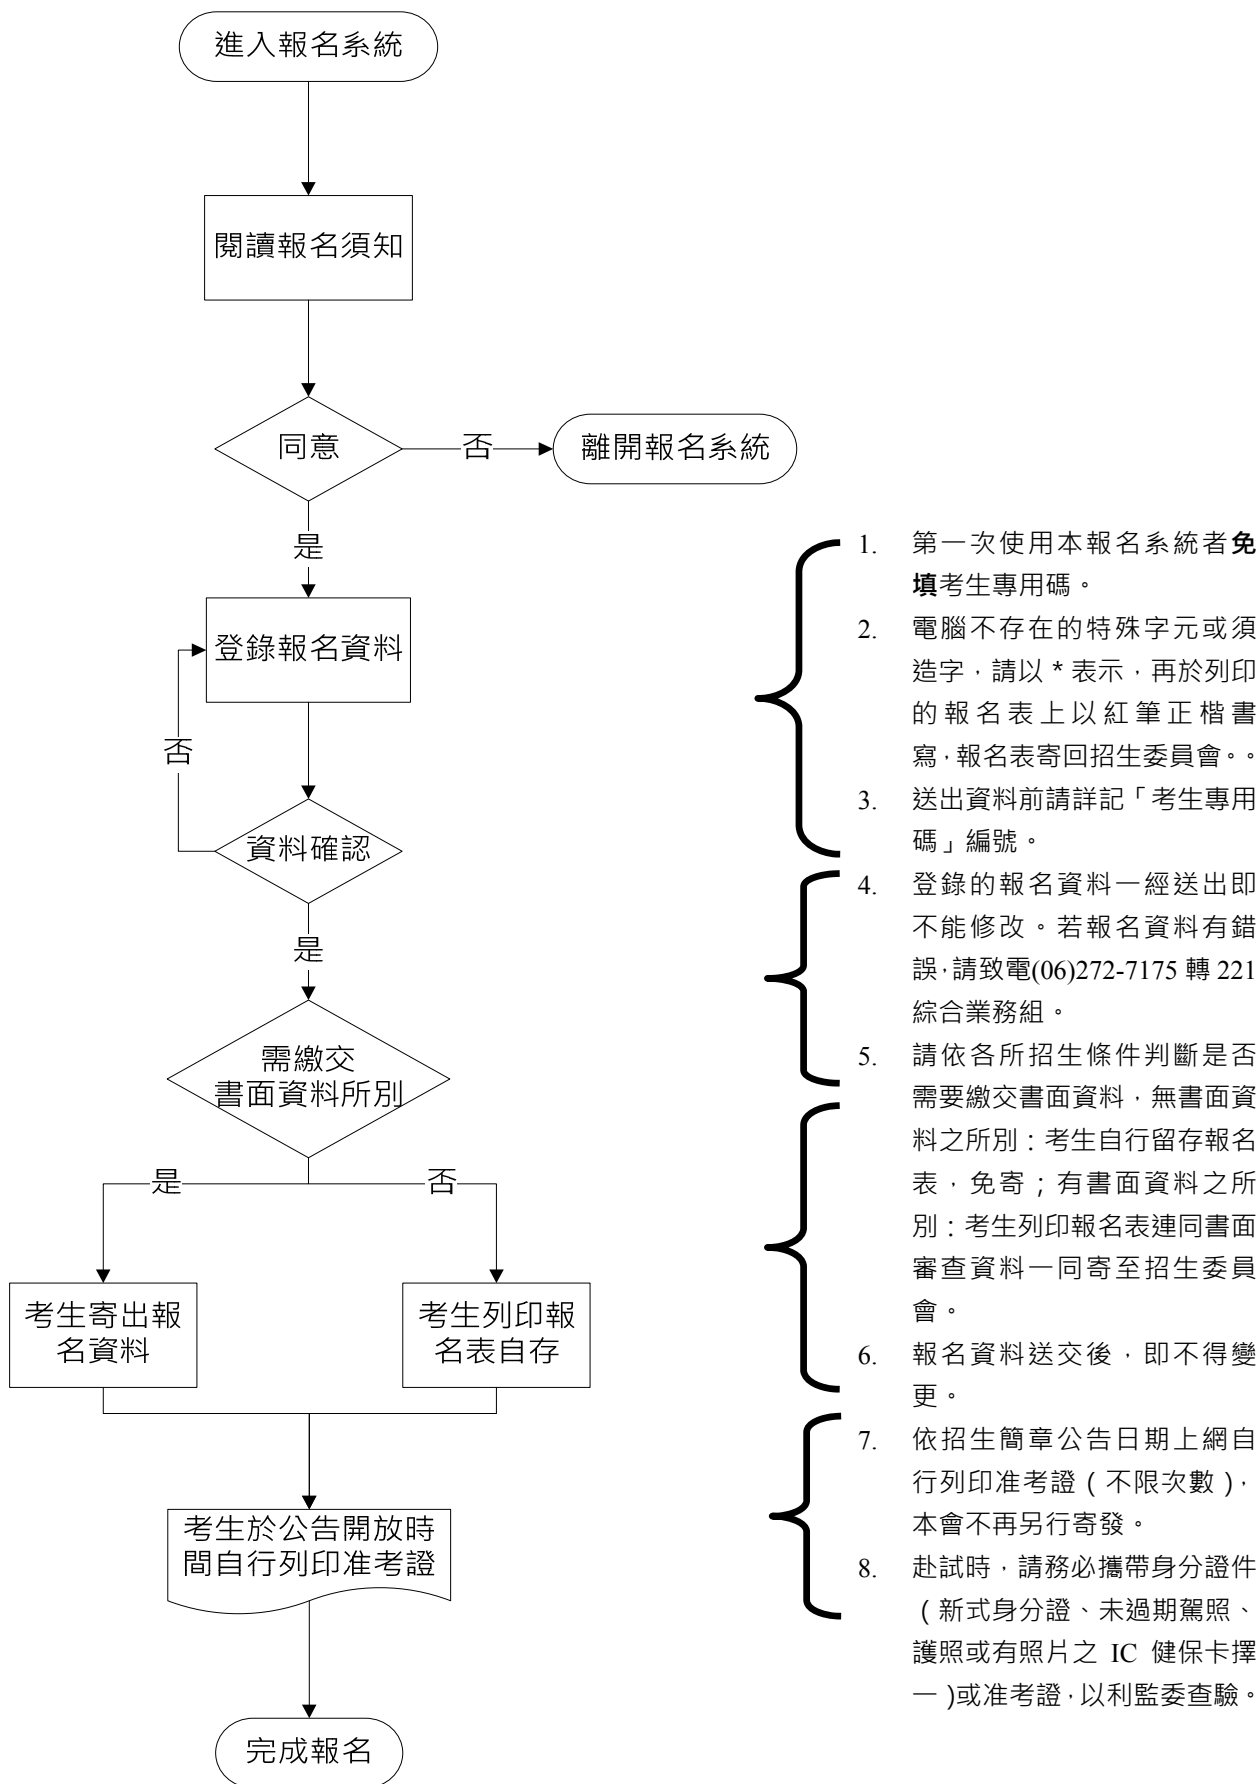 進入報名系統
閱讀報名須知
同意
否
離開報名系統
是
登錄報名資料
否
資料確認
是
需繳交
書面資料所別
是
否
考生寄出報
名資料
考生列印報
名表自存
考生於公告開放時
間自行列印准考證
完成報名
1. 第一次使用本報名系統者免
填考生專用碼。
2. 電腦不存在的特殊字元或須
造字，請以 * 表示，再於列印
的報名表上以紅筆正楷書
寫，報名表寄回招生委員會。。
3. 送出資料前請詳記「考生專用
碼」編號。
4. 登錄的報名資料一經送出即
不能修改。若報名資料有錯
誤，請致電(06)272-7175 轉 221
綜合業務組。
5. 請依各所招生條件判斷是否
需要繳交書面資料，無書面資
料之所別：考生自行留存報名
表，免寄；有書面資料之所
別：考生列印報名表連同書面
審查資料一同寄至招生委員
會。
6. 報名資料送交後，即不得變
更。
7. 依招生簡章公告日期上網自
行列印准考證（不限次數），
本會不再另行寄發。
8. 赴試時，請務必攜帶身分證件
（新式身分證、未過期駕照、
護照或有照片之 IC 健保卡擇
一）或准考證，以利監委查驗。